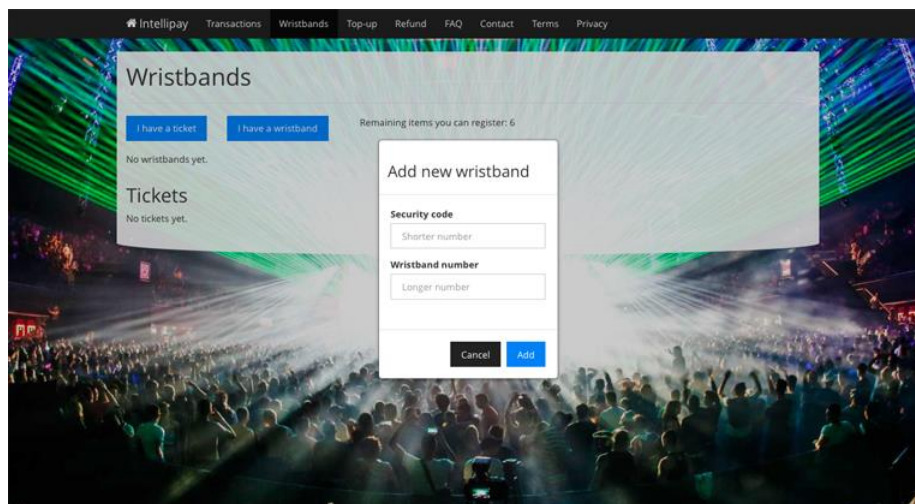 Intellipay Transactions Wristbands Top-up Refund FAQ Contact Terms Privacy
Wristbands
I have a ticket I have a wristband Remaining items you can register: 6
No wristbands yet.
Tickets
No tickets yet.
Add new wristband
Security code
Shorter number
Wristband number
Longer number
Cancel Add